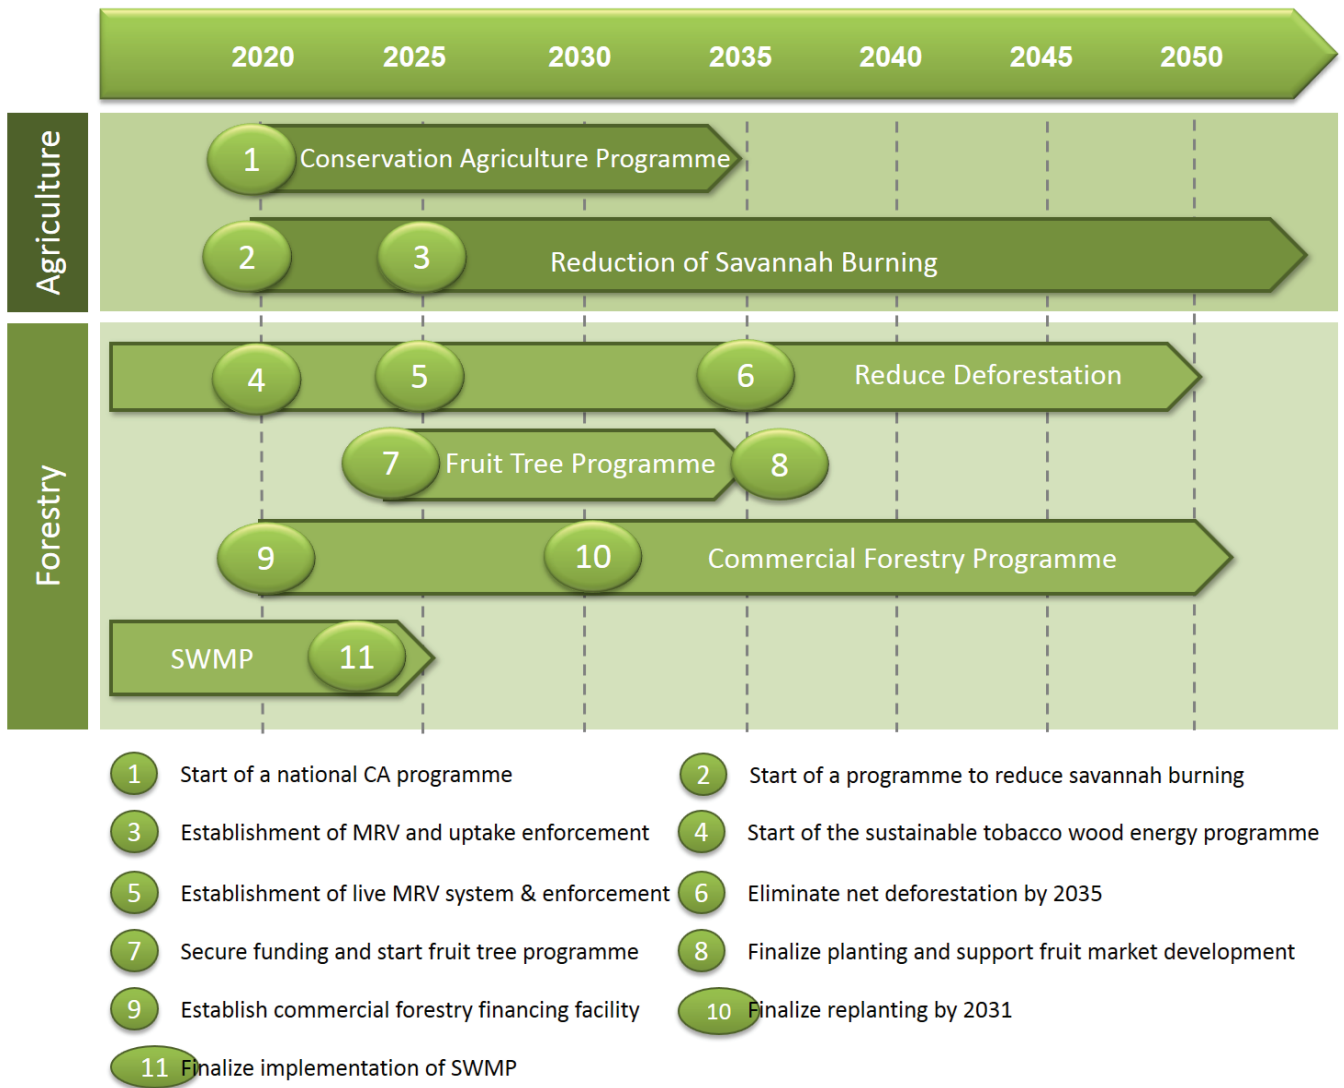 2020 2025 2030 2035 2040 2045 2050
Agriculture
1 Conservation Agriculture Programme
2 3 Reduction of Savannah Burning
Forestry
4 5 6 Reduce Deforestation
7 Fruit Tree Programme 8
9 10 Commercial Forestry Programme
SWMP 11
1 Start of a national CA programme
2 Start of a programme to reduce savannah burning
3 Establishment of MRV and uptake enforcement
4 Start of the sustainable tobacco wood energy programme
5 Establishment of live MRV system & enforcement
6 Eliminate net deforestation by 2035
7 Secure funding and start fruit tree programme
8 Finalize planting and support fruit market development
9 Establish commercial forestry financing facility
10 Finalize replanting by 2031
11 Finalize implementation of SWMP